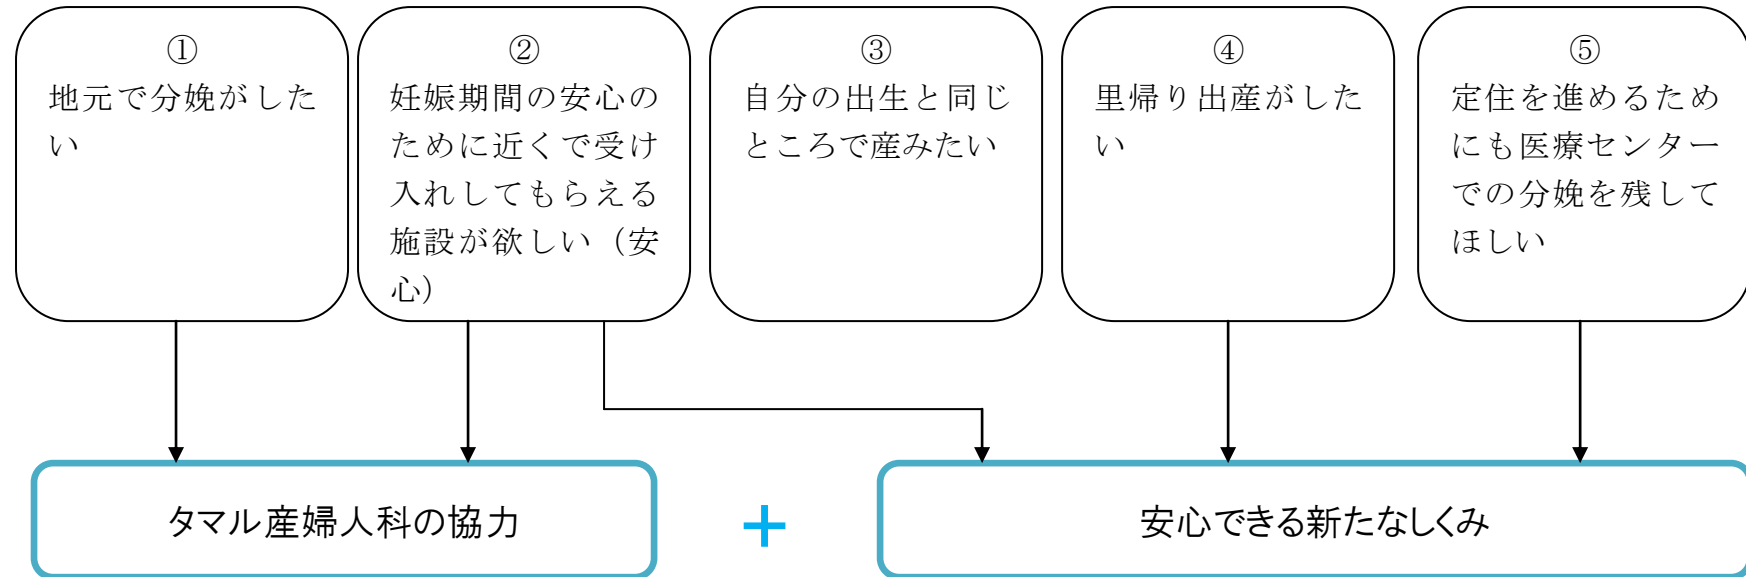 ①
地元で分娩がした
い
②
妊娠期間の安心の
ために近くで受け
入れしてもらえる
施設が欲しい（安
心）
③
自分の出生と同じ
ところで産みたい
④
里帰り出産がした
い
⑤
定住を進めるため
にも医療センター
での分娩を残して
ほしい
タマル産婦人科の協力
＋
安心できる新たなしくみ